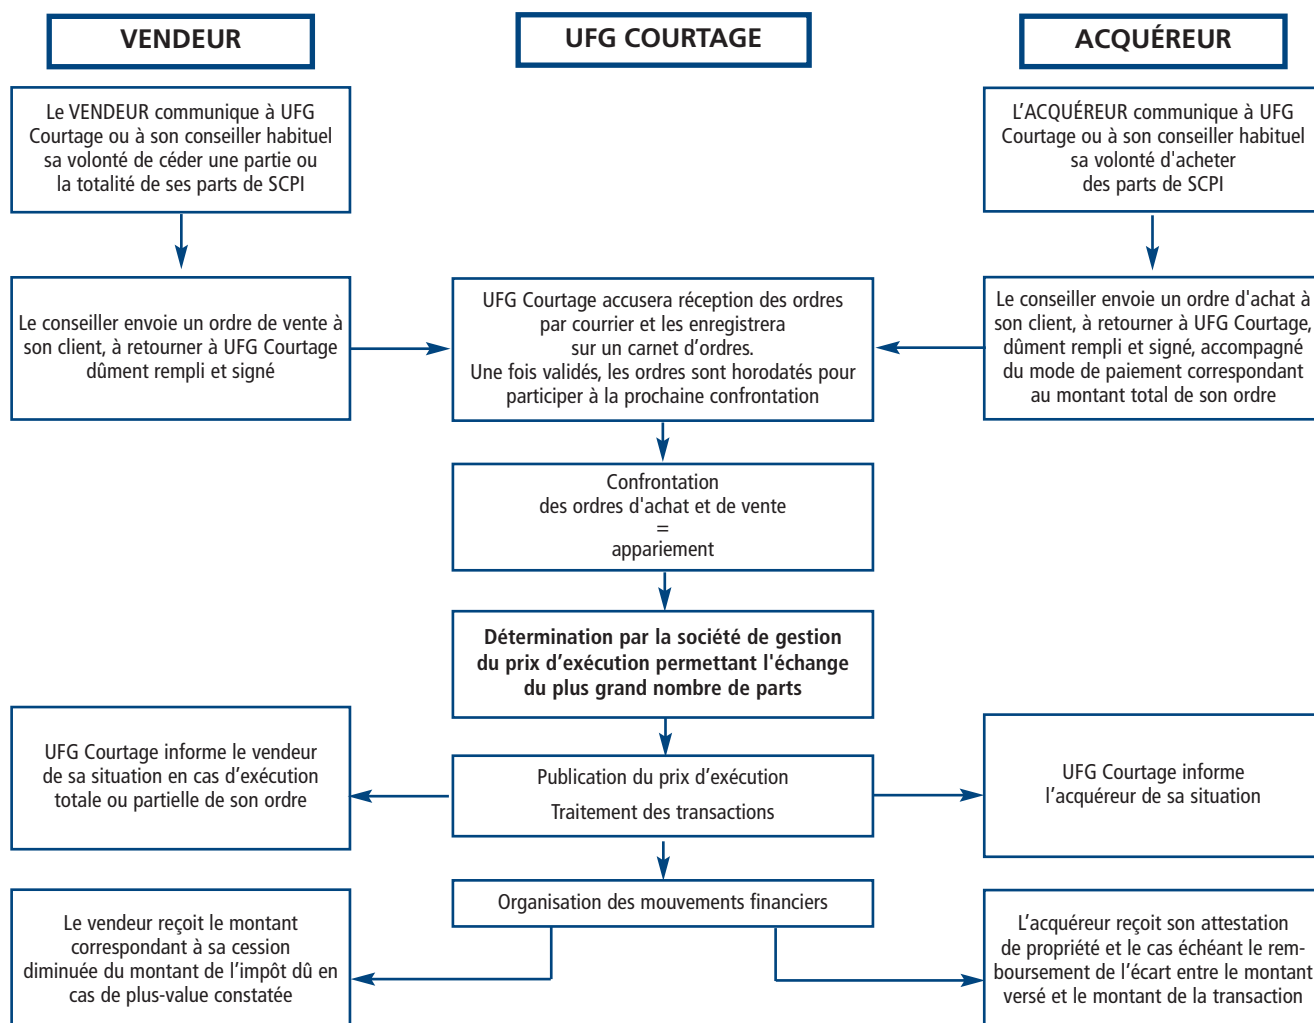 VENDEUR
UFG COURTAGE
ACQUÉREUR
Le VENDEUR communique à UFG
Courtage ou à son conseiller habituel
sa volonté de céder une partie ou
la totalité de ses parts de SCPI
L'ACQUÉREUR communique à UFG
Courtage ou à son conseiller habituel
sa volonté d'acheter
des parts de SCPI
Le conseiller envoie un ordre de vente à
son client, à retourner à UFG Courtage
dûment rempli et signé
UFG Courtage accusera réception des ordres
par courrier et les enregistrera
sur un carnet d'ordres.
Une fois validés, les ordres sont horodatés pour
participer à la prochaine confrontation
Le conseiller envoie un ordre d'achat à
son client, à retourner à UFG Courtage,
dûment rempli et signé, accompagné
du mode de paiement correspondant
au montant total de son ordre
Confrontation
des ordres d'achat et de vente
=
appariement
Détermination par la société de gestion
du prix d'exécution permettant l'échange
du plus grand nombre de parts
UFG Courtage informe le vendeur
de sa situation en cas d'exécution
totale ou partielle de son ordre
Publication du prix d'exécution
Traitement des transactions
UFG Courtage informe
l'acquéreur de sa situation
Organisation des mouvements financiers
Le vendeur reçoit le montant
correspondant à sa cession
diminuée du montant de l'impôt dû en
cas de plus-value constatée
L'acquéreur reçoit son attestation
de propriété et le cas échéant le rem-
boursement de l'écart entre le montant
versé et le montant de la transaction